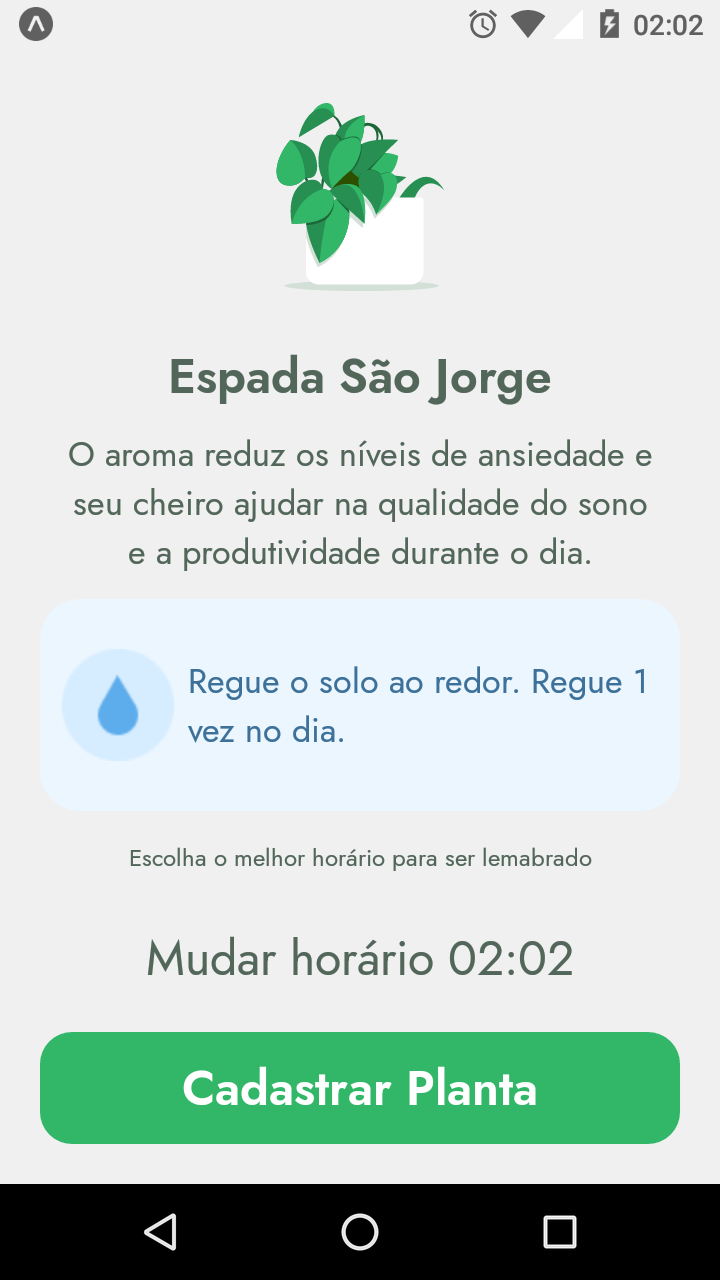 02:02
Espada São Jorge
O aroma reduz os níveis de ansiedade e
seu cheiro ajudar na qualidade do sono
e a produtividade durante o dia.
Regue o solo ao redor. Regue 1
vez no dia.
Escolha o melhor horário para ser lemabrado
Mudar horário 02:02
Cadastrar Planta